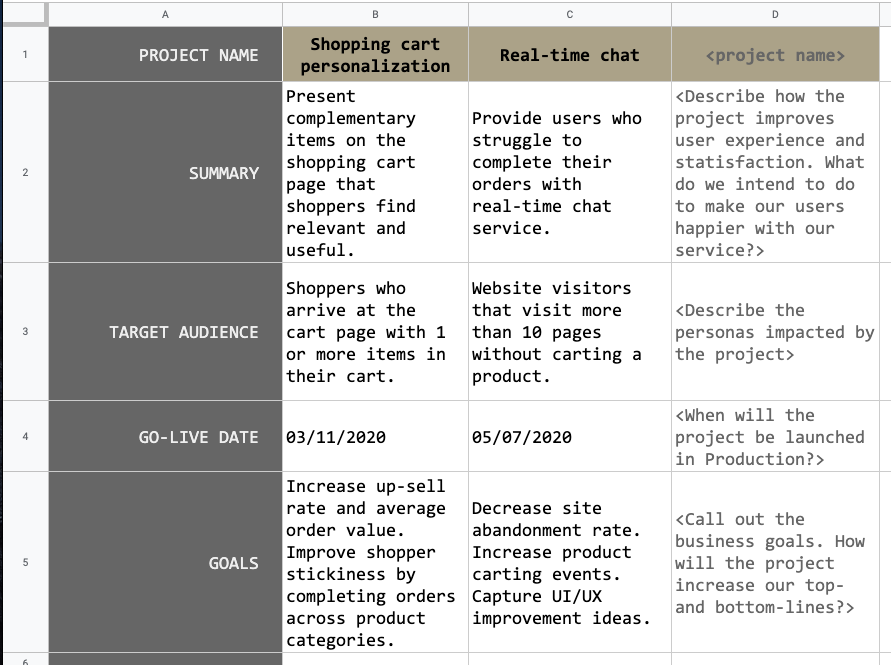 A B C D
1 PROJECT NAME Shopping cart personalization Real-time chat <project name>
2 SUMMARY
Present
complementary
items on the
shopping cart
page that
shoppers find
relevant and
useful.
Provide users who
struggle to
complete their
orders with
real-time chat
service.
<Describe how the
project improves
user experience and
statisfaction. What
do we intend to do
to make our users
happier with our
service?>
3 TARGET AUDIENCE
Shoppers who
arrive at the
cart page with 1
or more items in
their cart.
Website visitors
that visit more
than 10 pages
without carting a
product.
<Describe the
personas impacted by
the project>
4 GO-LIVE DATE
03/11/2020
05/07/2020
<When will the
project be launched
in Production?>
5 GOALS
Increase up-sell
rate and average
order value.
Improve shopper
stickiness by
completing orders
across product
categories.
Decrease site
abandonment rate.
Increase product
carting events.
Capture UI/UX
improvement ideas.
<Call out the
business goals. How
will the project
increase our top-
and bottom-lines?>
6